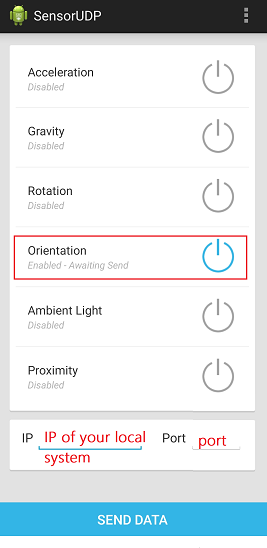 SensorUDP
Acceleration
Disabled
Gravity
Disabled
Rotation
Disabled
Orientation
Enabled - Awaiting Send
Ambient Light
Disabled
Proximity
Disabled
IP IP of your local Port port
system
SEND DATA